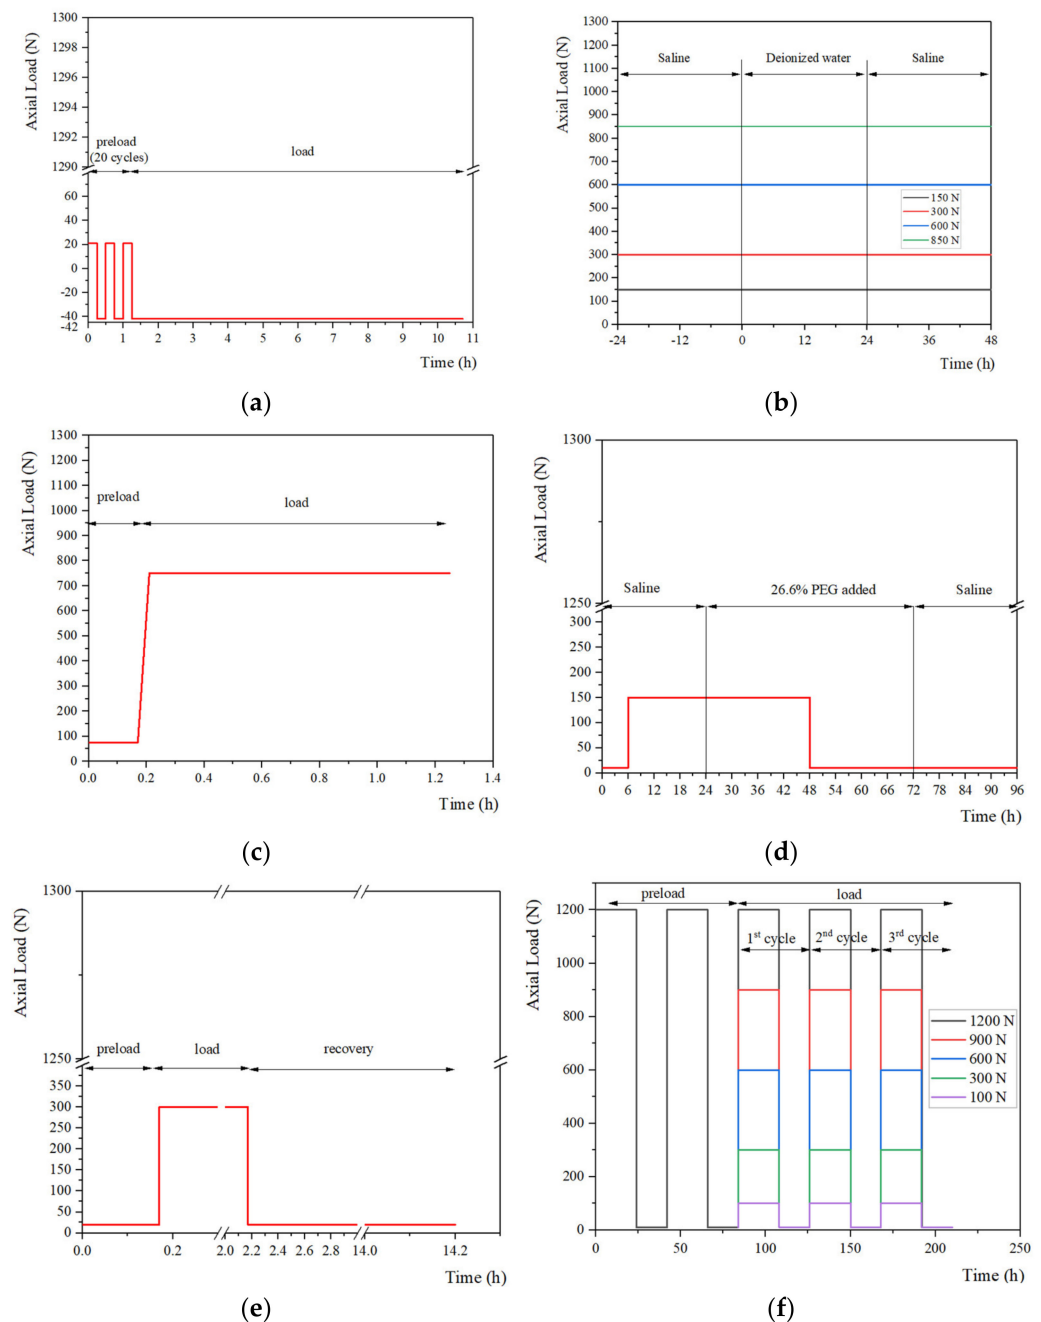 Axial Load (N)
1300
1298
1296
1294
1292
1290
60
40
20
0
-20
-40
-42
preload
(20 cycles)
load
0 1 2 3 4 5 6 7 8 9 10 11
Time (h)
(a)
Axial Load (N)
1300
1200
1100
1000
900
800
700
600
500
400
300
200
100
0
Saline Deionized water Saline
150 N
300 N
600 N
850 N
-24 -12 0 12 24 36 48
Time (h)
(b)
Axial Load (N)
1300
1200
1100
1000
900
800
700
600
500
400
300
200
100
0
preload load
0.0 0.2 0.4 0.6 0.8 1.0 1.2 1.4
Time (h)
(c)
Axial Load (N)
1300
1250
300
250
200
150
100
50
0
Saline 26.6% PEG added Saline
0 6 12 18 24 30 36 42 48 54 60 66 72 78 84 90 96
Time (h)
(d)
Axial Load (N)
1300
1250
350
300
250
200
150
100
50
0
preload load recovery
0.0 0.2 2.0 2.2 2.4 2.6 2.8 14.0 14.2
Time (h)
(e)
Axial Load (N)
1200
1000
800
600
400
200
0
preload load
1st cycle 2nd cycle 3rd cycle
1200 N
900 N
600 N
300 N
100 N
0 50 100 150 200 250
Time (h)
(f)